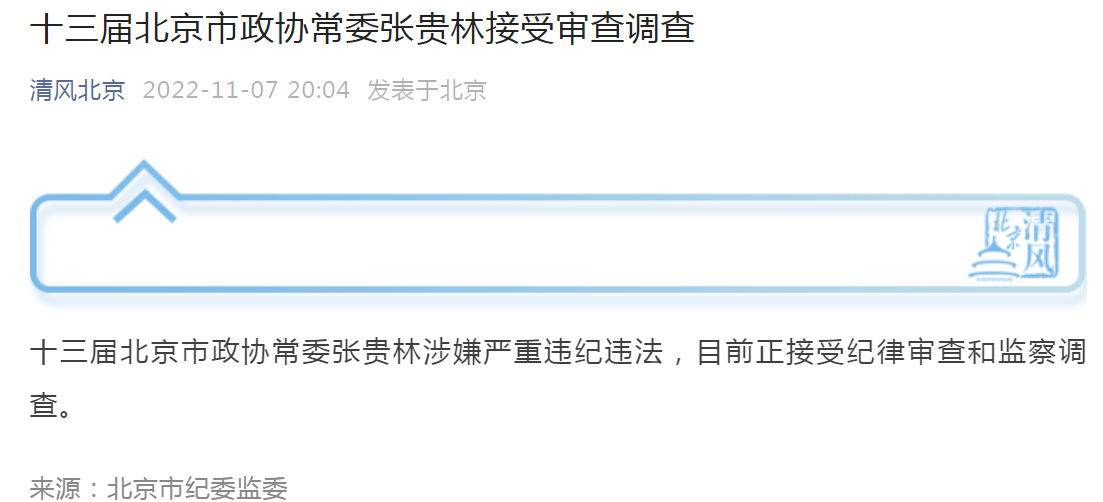 十三届北京市政协常委张贵林接受审查调查
清风北京 2022-11-07 20:04 发表于北京
北京清风
十三届北京市政协常委张贵林涉嫌严重违纪违法，目前正接受纪律审查和监察调
查。
来源：北京市纪委监委